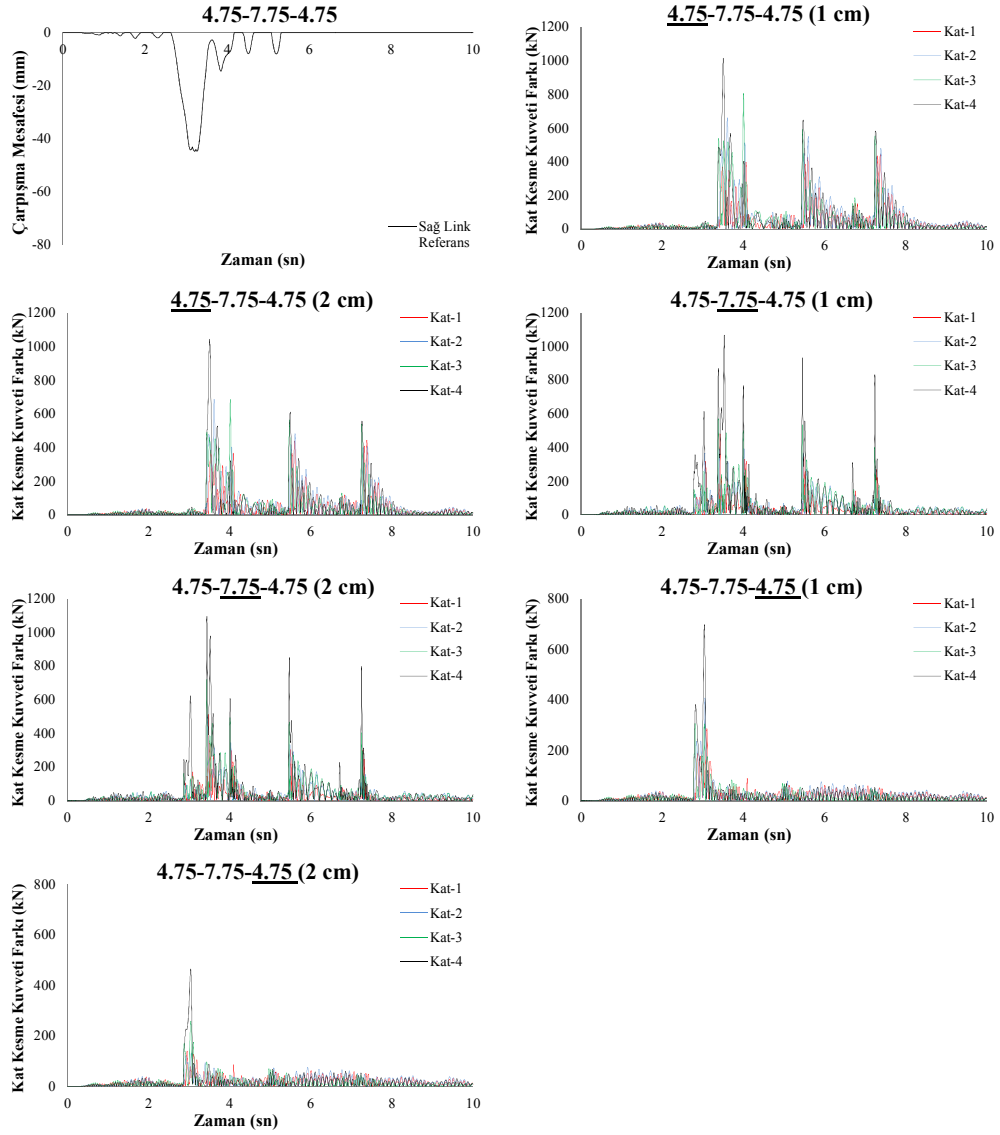 4.75-7.75-4.75
Çarpışma Mesafesi (mm)
0
-20
-40
-60
-80
0 2 4 6 8 10
Sağ Link
Referans
Zaman (sn)
4.75-7.75-4.75 (1 cm)
Kat Kesme Kuvveti Farkı (kN)
1200
1000
800
600
400
200
0
0 2 4 6 8 10
Kat-1
Kat-2
Kat-3
Kat-4
Zaman (sn)
4.75-7.75-4.75 (2 cm)
Kat Kesme Kuvveti Farkı (kN)
1200
1000
800
600
400
200
0
0 2 4 6 8 10
Kat-1
Kat-2
Kat-3
Kat-4
Zaman (sn)
4.75-7.75-4.75 (1 cm)
Kat Kesme Kuvveti Farkı (kN)
1200
1000
800
600
400
200
0
0 2 4 6 8 10
Kat-1
Kat-2
Kat-3
Kat-4
Zaman (sn)
4.75-7.75-4.75 (2 cm)
Kat Kesme Kuvveti Farkı (kN)
1200
1000
800
600
400
200
0
0 2 4 6 8 10
Kat-1
Kat-2
Kat-3
Kat-4
Zaman (sn)
4.75-7.75-4.75 (1 cm)
Kat Kesme Kuvveti Farkı (kN)
800
600
400
200
0
0 2 4 6 8 10
Kat-1
Kat-2
Kat-3
Kat-4
Zaman (sn)
4.75-7.75-4.75 (2 cm)
Kat Kesme Kuvveti Farkı (kN)
800
600
400
200
0
0 2 4 6 8 10
Kat-1
Kat-2
Kat-3
Kat-4
Zaman (sn)